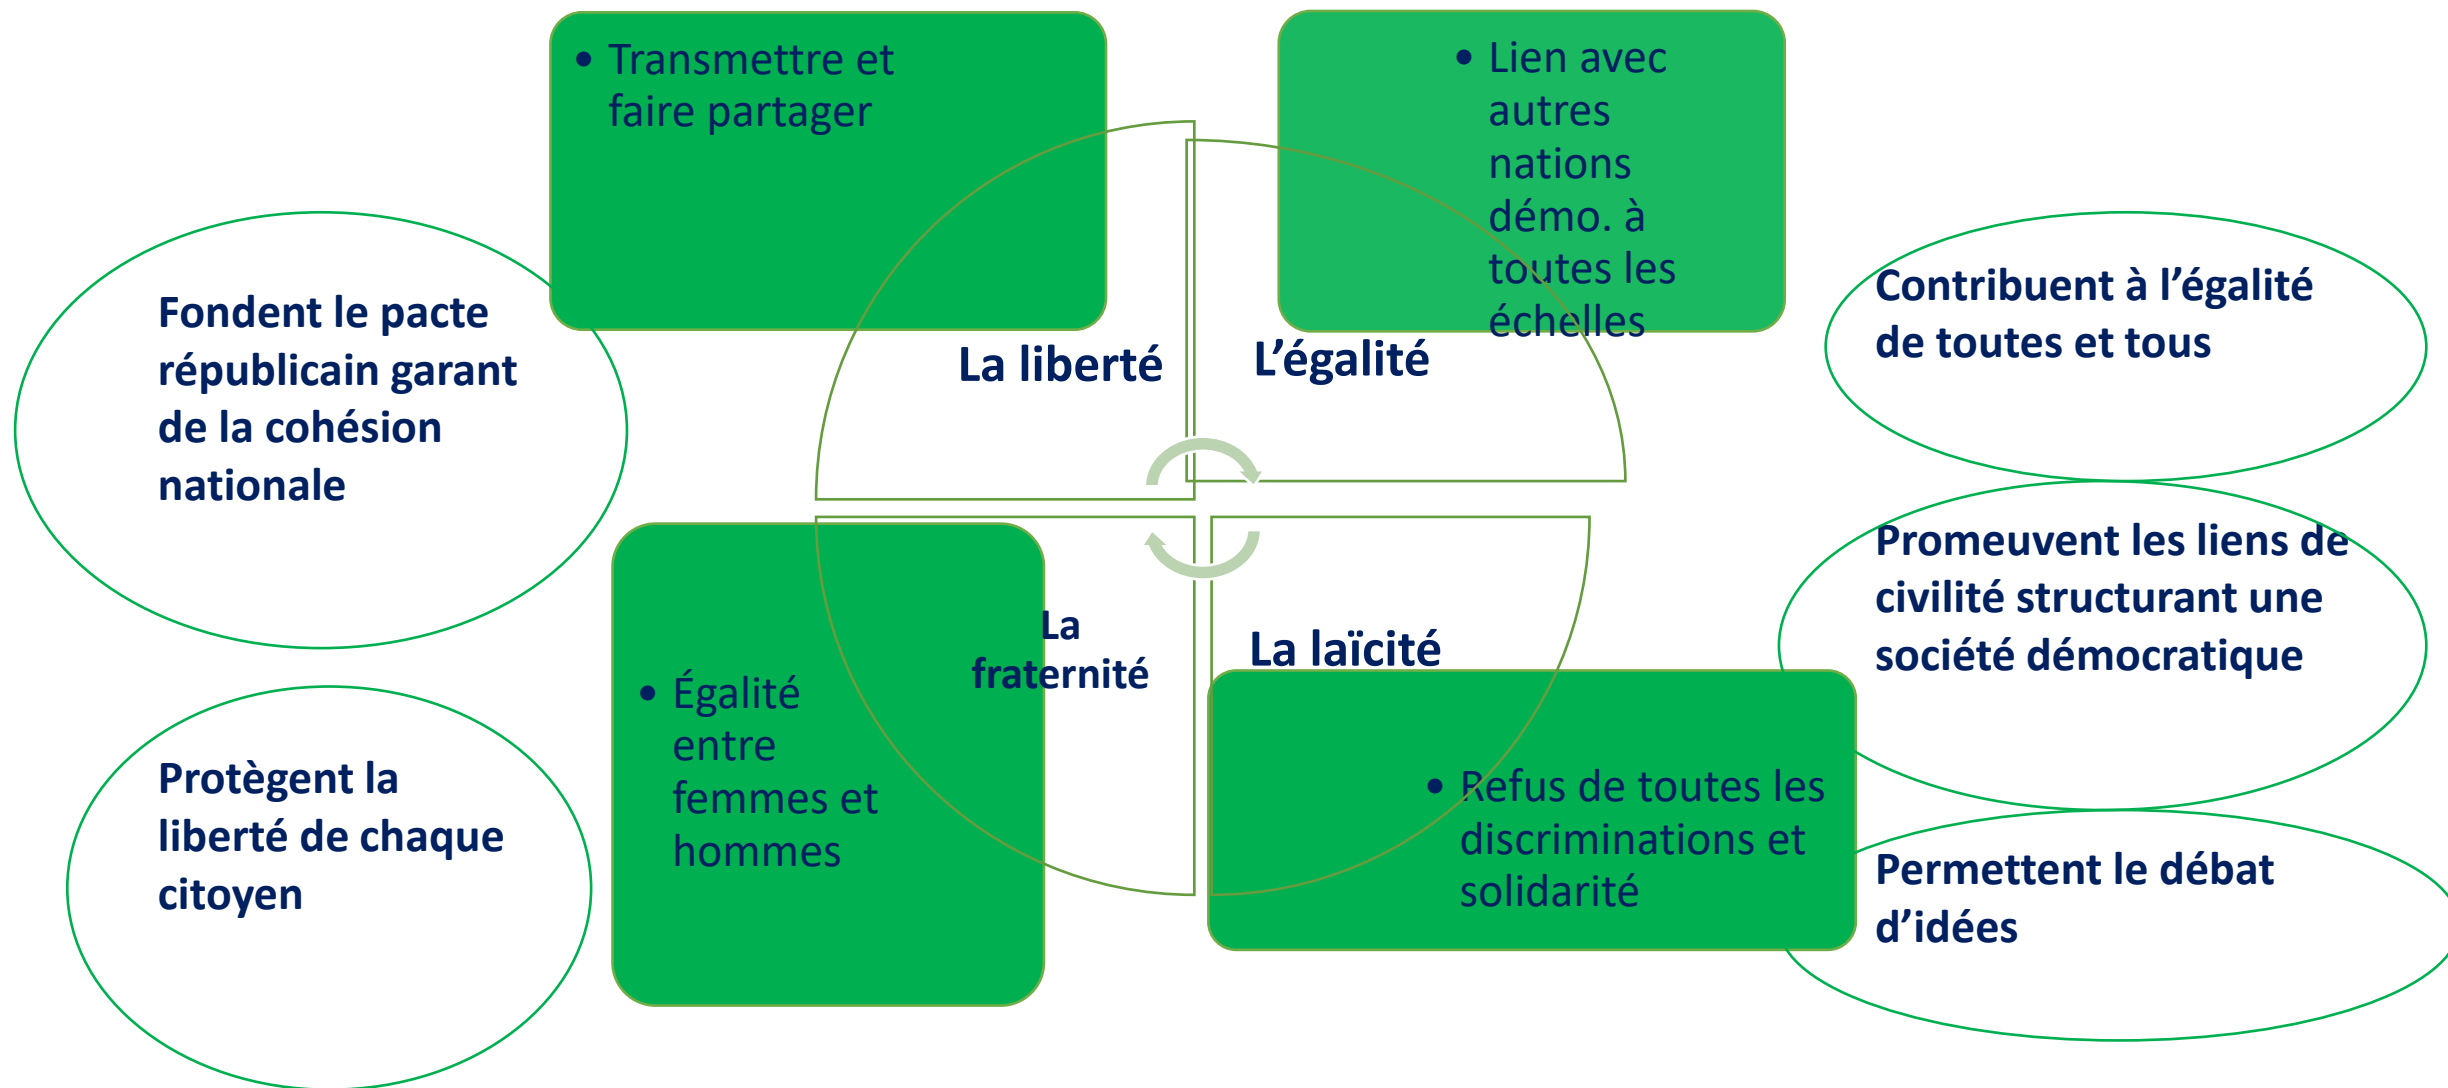 • Transmettre et
faire partager
• Lien avec
autres
nations
démo. à
toutes les
échelles
Fondent le pacte
républicain garant
de la cohésion
nationale
La liberté
L’égalité
Contribuent à l’égalité
de toutes et tous
Promeuvent les liens de
civilité structurant une
société démocratique
La
fraternité
La laïcité
• Égalité
entre
femmes et
hommes
Protègent la
liberté de chaque
citoyen
• Refus de toutes les
discriminations et
solidarité
Permettent le débat
d’idées